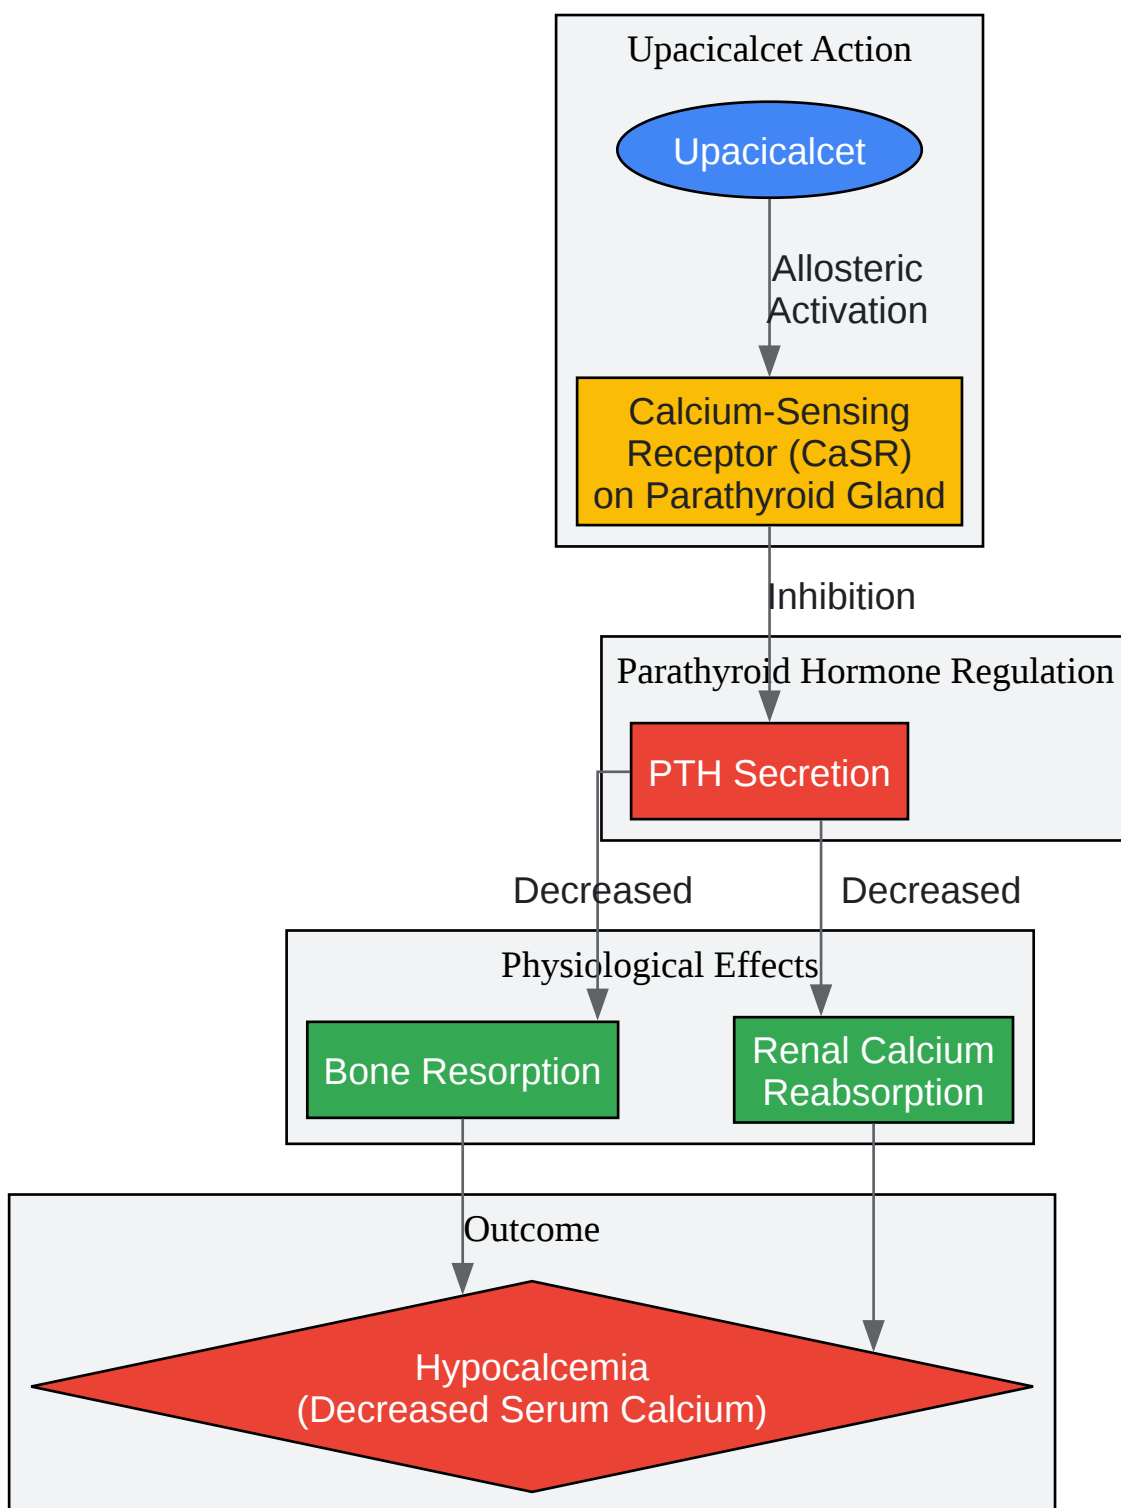 Upacicalcet Action
Upacicalcet
Allosteric
Activation
Calcium-Sensing
Receptor (CaSR)
on Parathyroid Gland
Inhibition
Parathyroid Hormone Regulation
PTH Secretion
Decreased
Decreased
Physiological Effects
Bone Resorption
Renal Calcium
Reabsorption
Outcome
Hypocalcemia
(Decreased Serum Calcium)